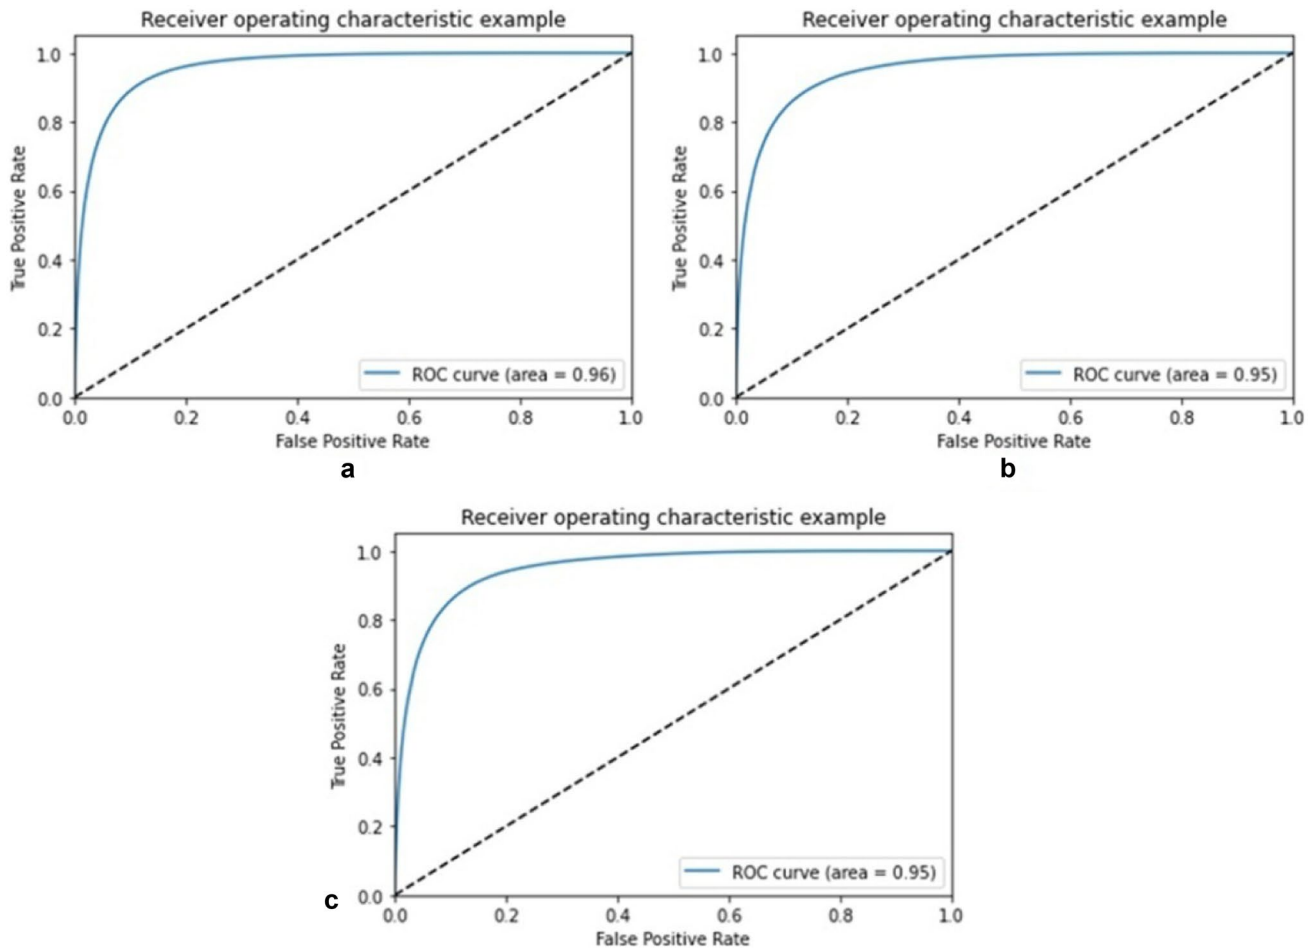 Receiver operating characteristic example
1.0
0.8
0.6
0.4
0.2
0.0
True Positive Rate
ROC curve (area = 0.96)
0.0 0.2 0.4 0.6 0.8 1.0
False Positive Rate
a
Receiver operating characteristic example
1.0
0.8
0.6
0.4
0.2
0.0
True Positive Rate
ROC curve (area = 0.95)
0.0 0.2 0.4 0.6 0.8 1.0
False Positive Rate
b
Receiver operating characteristic example
1.0
0.8
0.6
0.4
0.2
0.0
True Positive Rate
ROC curve (area = 0.95)
0.0 0.2 0.4 0.6 0.8 1.0
False Positive Rate
c